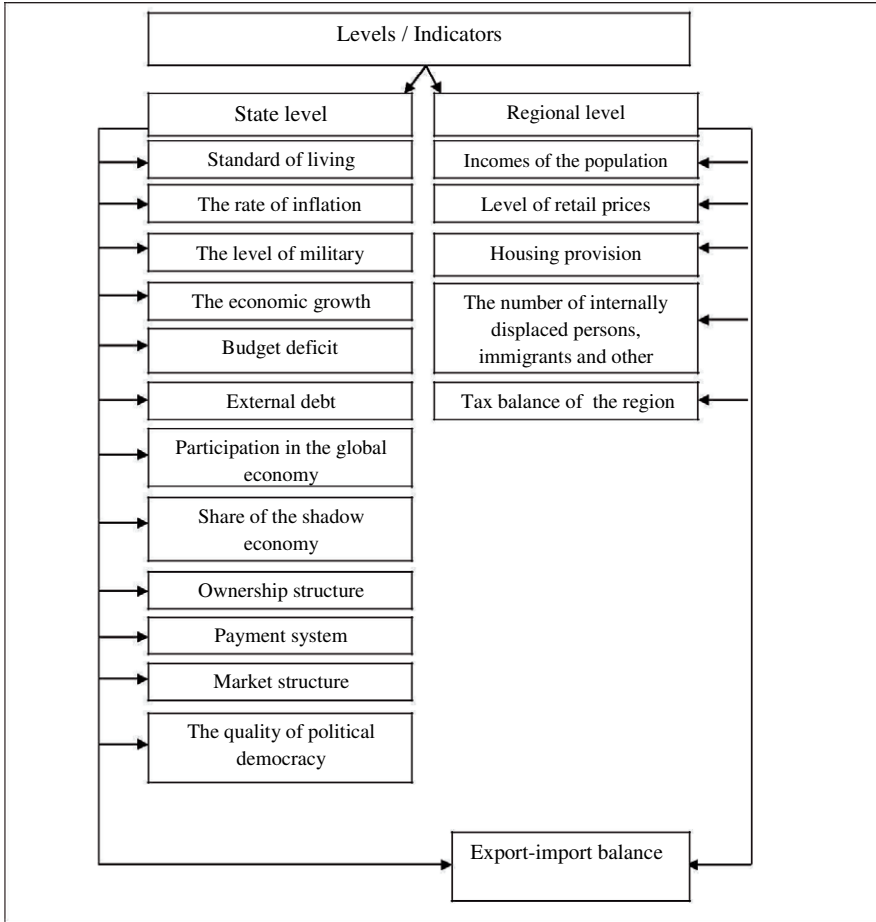 Levels / Indicators
State level
Standard of living
The rate of inflation
The level of military
The economic growth
Budget deficit
External debt
Participation in the global
economy
Share of the shadow
economy
Ownership structure
Payment system
Market structure
The quality of political
democracy
Regional level
Incomes of the population
Level of retail prices
Housing provision
The number of internally
displaced persons,
immigrants and other
Tax balance of the region
Export-import balance